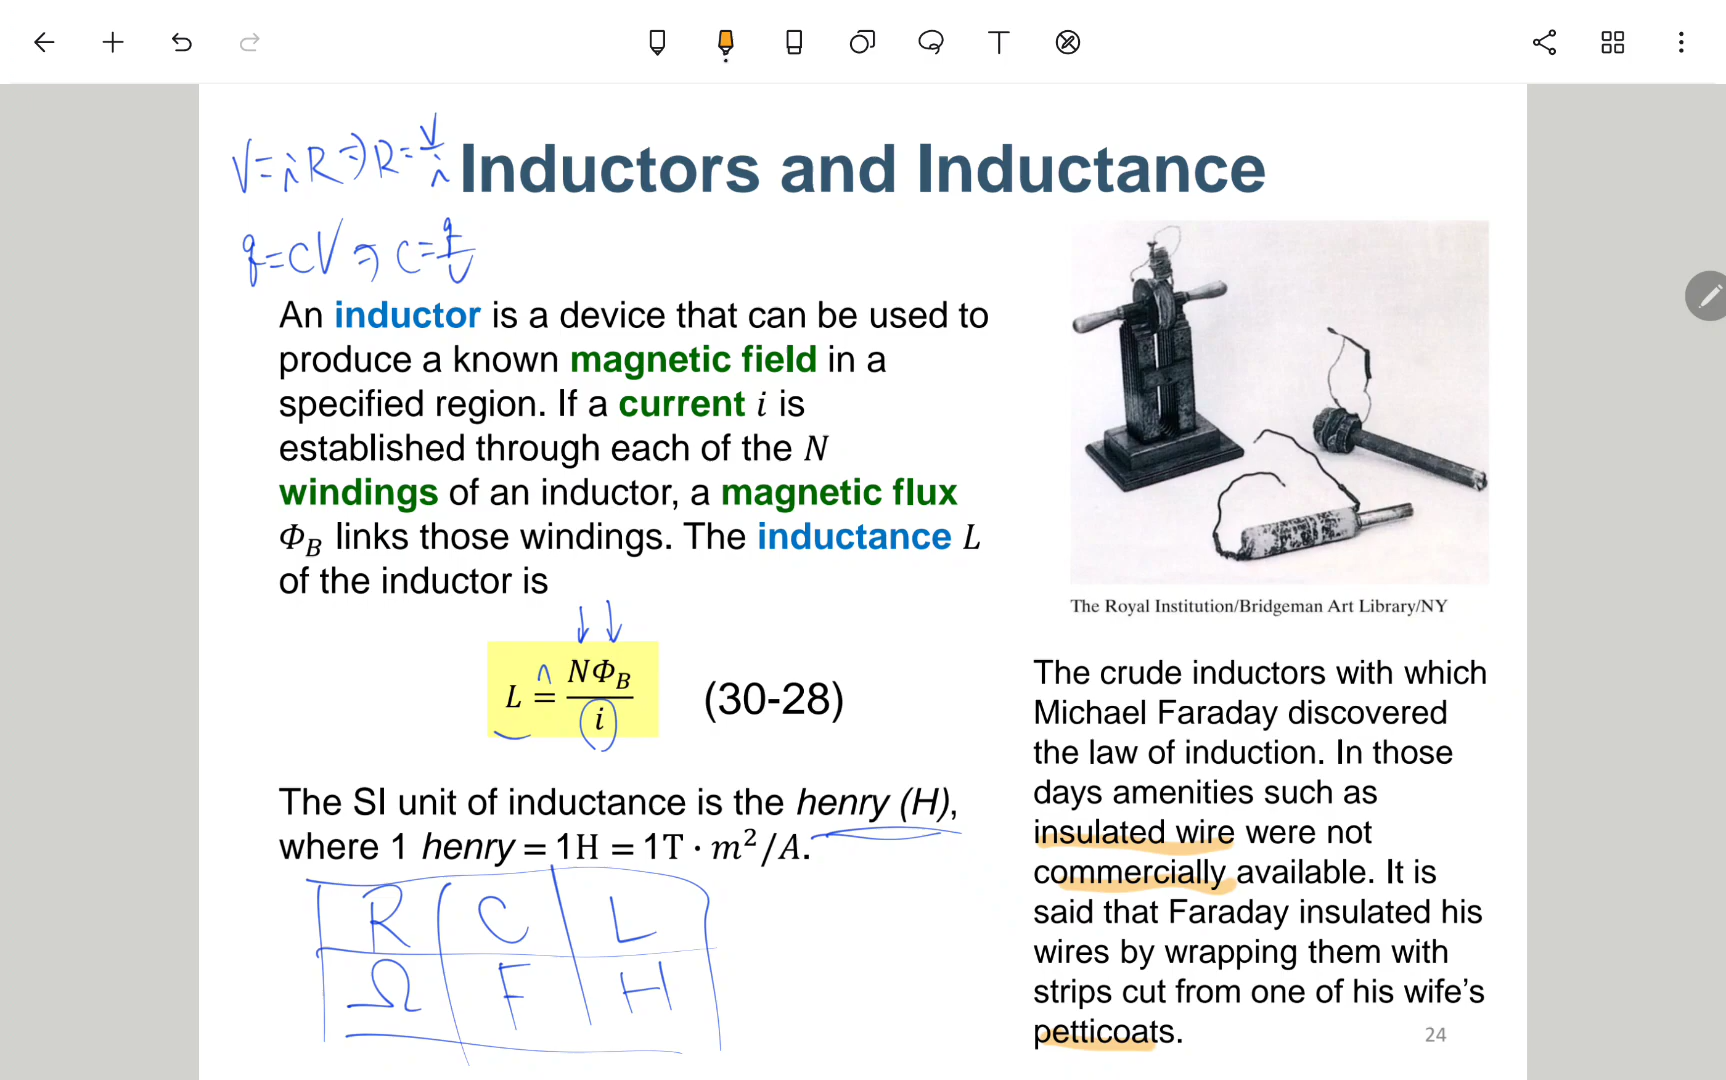 V=iR⇒R=V/i
Inductors and Inductance
q=CV⇒C=q/V
An inductor is a device that can be used to
produce a known magnetic field in a
specified region. If a current i is
established through each of the N
windings of an inductor, a magnetic flux
Φ_B links those windings. The inductance L
of the inductor is
L = NΦ_B/i (30-28)
The SI unit of inductance is the henry (H),
where 1 henry = 1H = 1T · m²/A.
R C L
Ω F H
The Royal Institution/Bridgeman Art Library/NY
The crude inductors with which
Michael Faraday discovered
the law of induction. In those
days amenities such as
insulated wire were not
commercially available. It is
said that Faraday insulated his
wires by wrapping them with
strips cut from one of his wife's
petticoats.
24